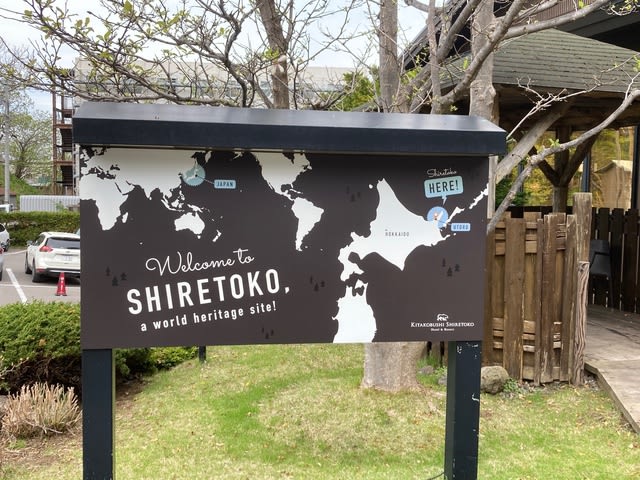 JAPAN
Shiretoko
HERE!
HOKKAIDO
UTORO
Welcome to
SHIRETOKO,
a world heritage site!
KITAKOBUSHI SHIRETOKO
Hotel & Resort